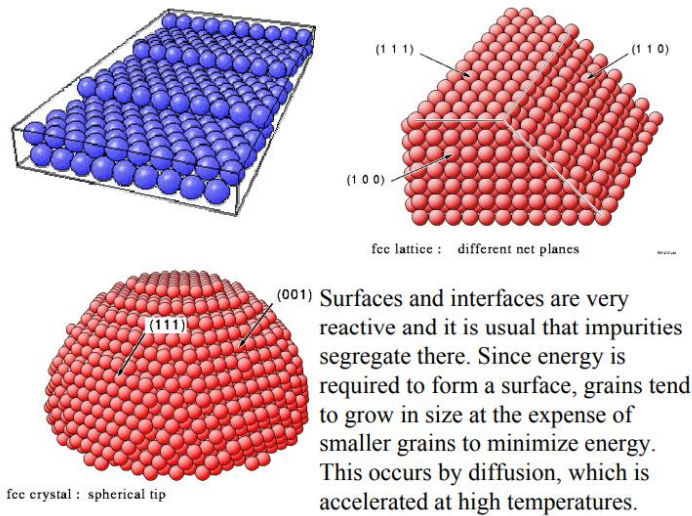 (1 1 1)
(1 1 0)
(1 0 0)
fcc lattice : different net planes
(001)
(111)
fcc crystal : spherical tip
Surfaces and interfaces are very
reactive and it is usual that impurities
segregate there. Since energy is
required to form a surface, grains tend
to grow in size at the expense of
smaller grains to minimize energy.
This occurs by diffusion, which is
accelerated at high temperatures.